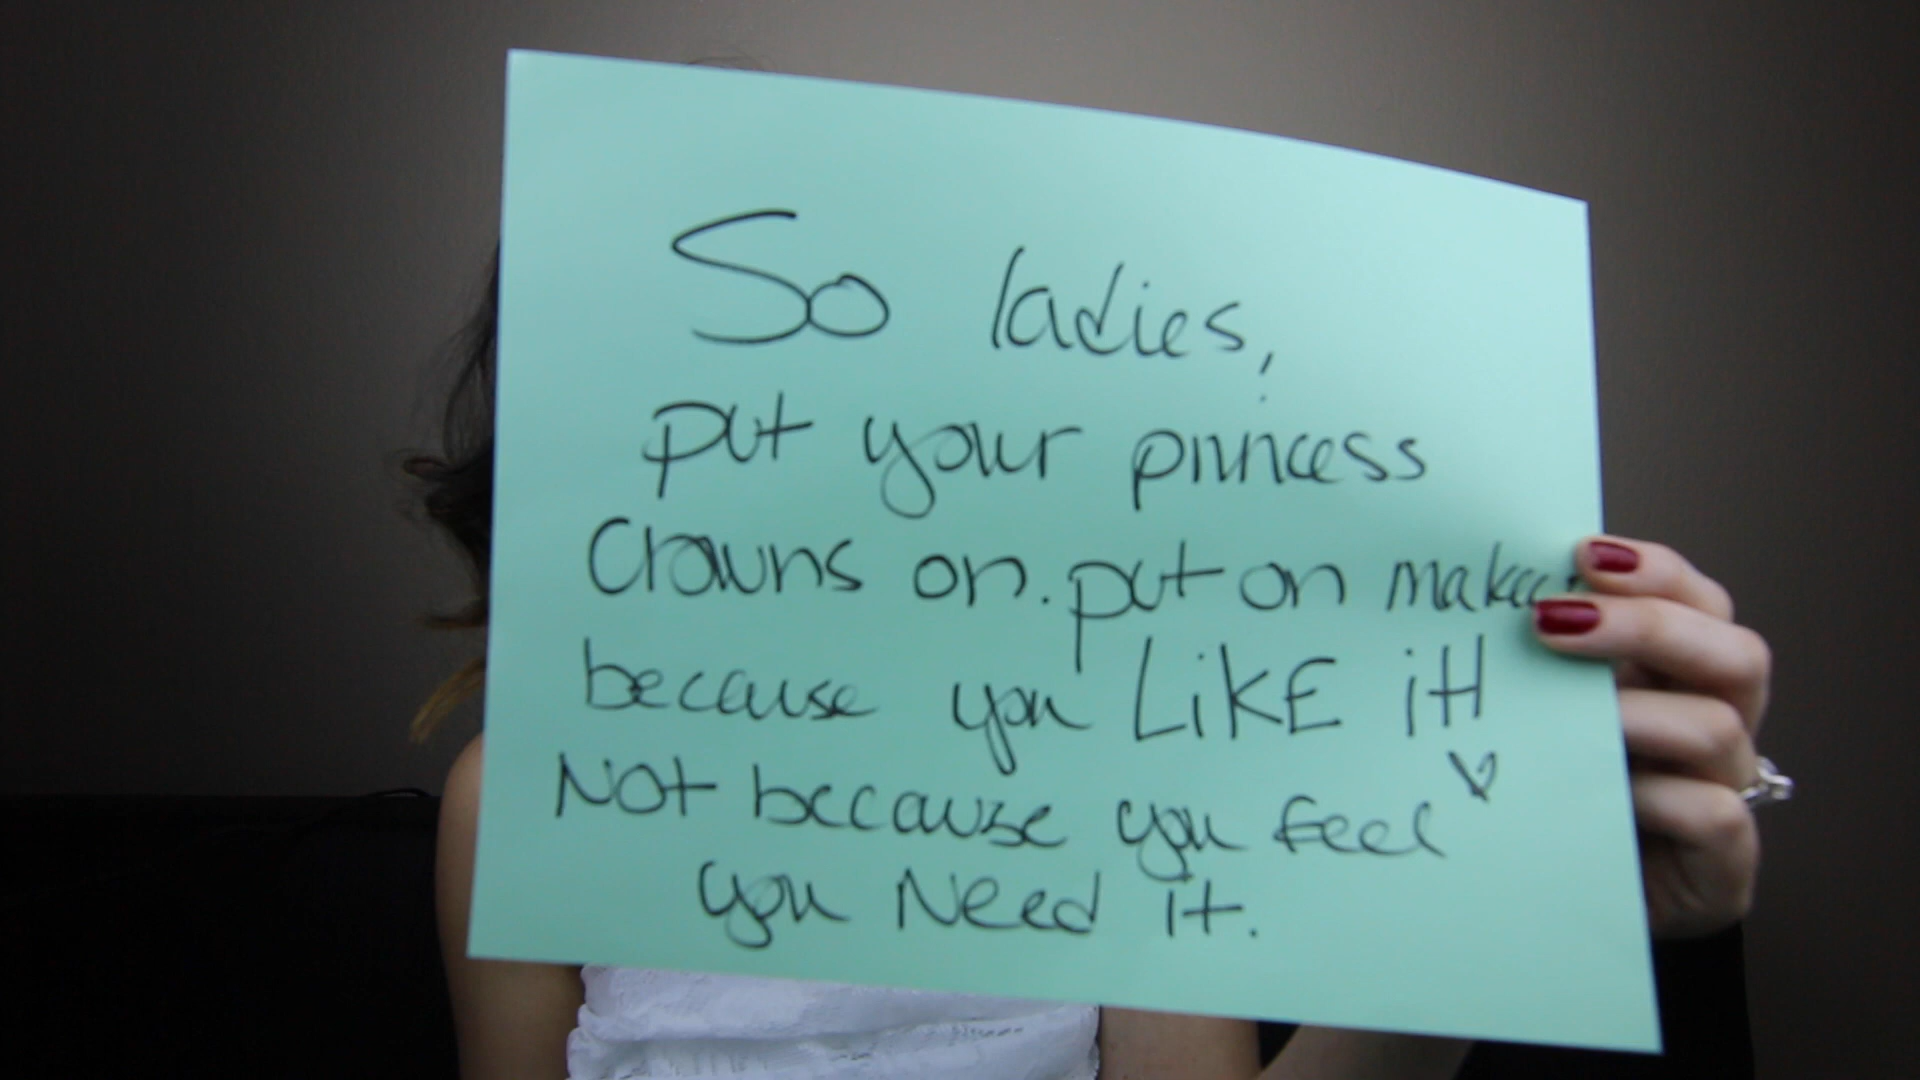 So ladies,
put your princess
Crowns on. put on makeup
because you LiKE it!
Not because you feel
you Need it.